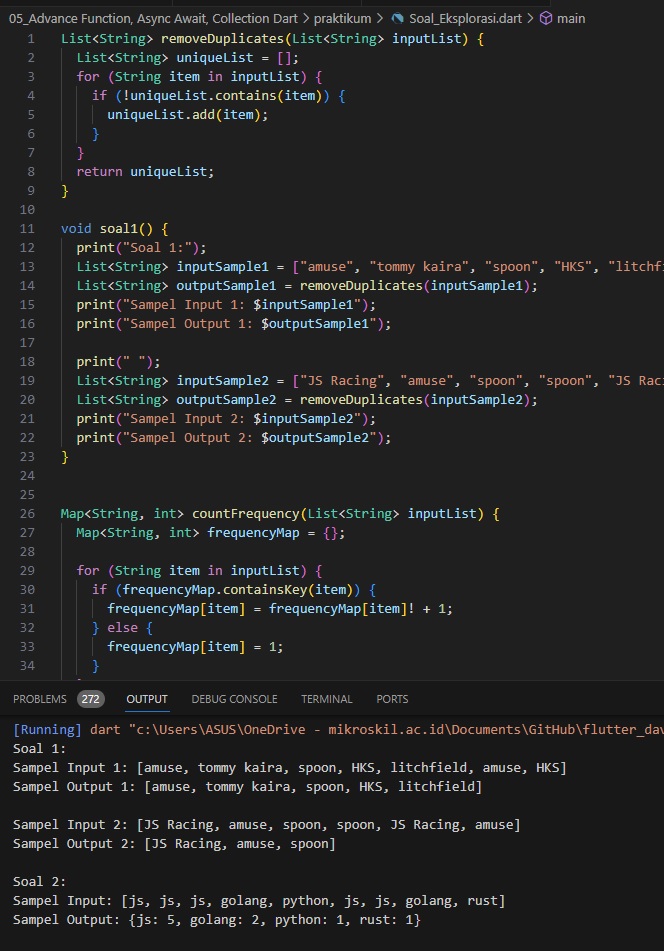 05_Advance Function, Async Await, Collection Dart > praktikum > Soal_Eksplorasi.dart > main
1 List<String> removeDuplicates(List<String> inputList) {
2 List<String> uniqueList = [];
3 for (String item in inputList) {
4 if (!uniqueList.contains(item)) {
5 uniqueList.add(item);
6 }
7 }
8 return uniqueList;
9 }
10
11 void soal1() {
12 print("Soal 1:");
13 List<String> inputSample1 = ["amuse", "tommy kaira", "spoon", "HKS", "litchfi
14 List<String> outputSample1 = removeDuplicates(inputSample1);
15 print("Sampel Input 1: $inputSample1");
16 print("Sampel Output 1: $outputSample1");
17
18 print(" ");
19 List<String> inputSample2 = ["JS Racing", "amuse", "spoon", "spoon", "JS Rac
20 List<String> outputSample2 = removeDuplicates(inputSample2);
21 print("Sampel Input 2: $inputSample2");
22 print("Sampel Output 2: $outputSample2");
23 }
24
25
26 Map<String, int> countFrequency(List<String> inputList) {
27 Map<String, int> frequencyMap = {};
28
29 for (String item in inputList) {
30 if (frequencyMap.containsKey(item)) {
31 frequencyMap[item] = frequencyMap[item]! + 1;
32 } else {
33 frequencyMap[item] = 1;
34 }
PROBLEMS 272 OUTPUT DEBUG CONSOLE TERMINAL PORTS
[Running] dart "c:\Users\ASUS\OneDrive - mikroskil.ac.id\Documents\GitHub\flutter_dav
Soal 1:
Sampel Input 1: [amuse, tommy kaira, spoon, HKS, litchfield, amuse, HKS]
Sampel Output 1: [amuse, tommy kaira, spoon, HKS, litchfield]

Sampel Input 2: [JS Racing, amuse, spoon, spoon, JS Racing, amuse]
Sampel Output 2: [JS Racing, amuse, spoon]

Soal 2:
Sampel Input: [js, js, js, golang, python, js, js, golang, rust]
Sampel Output: {js: 5, golang: 2, python: 1, rust: 1}